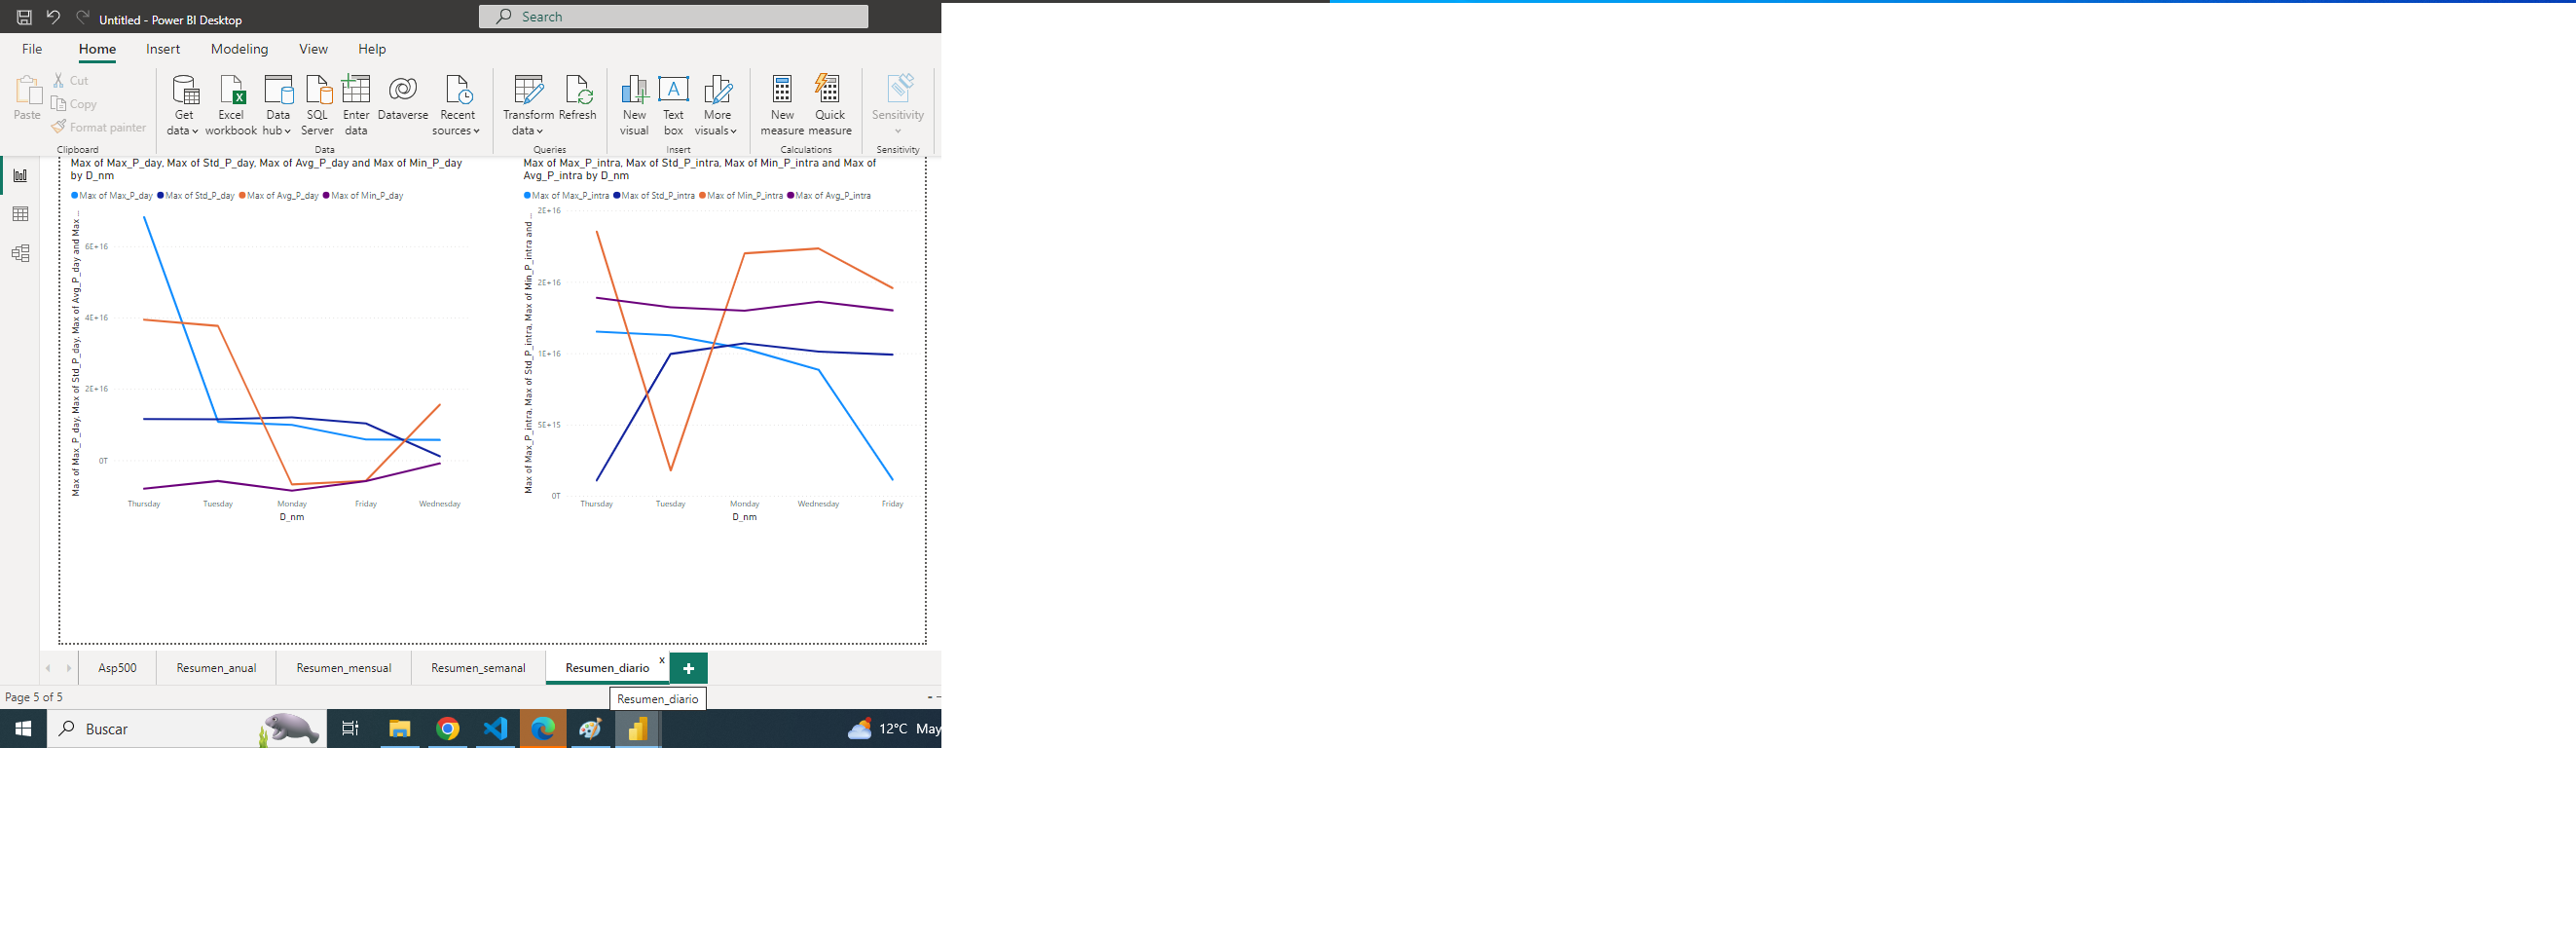 Untitled - Power BI Desktop
Search
File Home Insert Modeling View Help
Paste
Cut
Copy
Format painter
Clipboard
Get data
Excel workbook
Data hub
SQL Server
Enter data
Dataverse
Recent sources
Data
Transform data
Refresh
Queries
New visual
Text box
More visuals
Insert
New measure
Quick measure
Calculations
Sensitivity
Sensitivity
Max of Max_P_day, Max of Std_P_day, Max of Avg_P_day and Max of Min_P_day
by D_nm
Max of Max_P_day Max of Std_P_day Max of Avg_P_day Max of Min_P_day
Max of Max_P_day, Max of Std_P_day, Max of Avg_P_day and Max ...
6E+16
4E+16
2E+16
0T
Thursday Tuesday Monday Friday Wednesday
D_nm
Max of Max_P_intra, Max of Std_P_intra, Max of Min_P_intra and Max of
Avg_P_intra by D_nm
Max of Max_P_intra Max of Std_P_intra Max of Min_P_intra Max of Avg_P_intra
Max of Max_P_intra, Max of Std_P_intra, Max of Min_P_intra and ...
2E+16
2E+16
1E+16
5E+15
0T
Thursday Tuesday Monday Wednesday Friday
D_nm
Asp500 Resumen_anual Resumen_mensual Resumen_semanal Resumen_diario x
Page 5 of 5
Resumen_diario
Buscar
12°C May